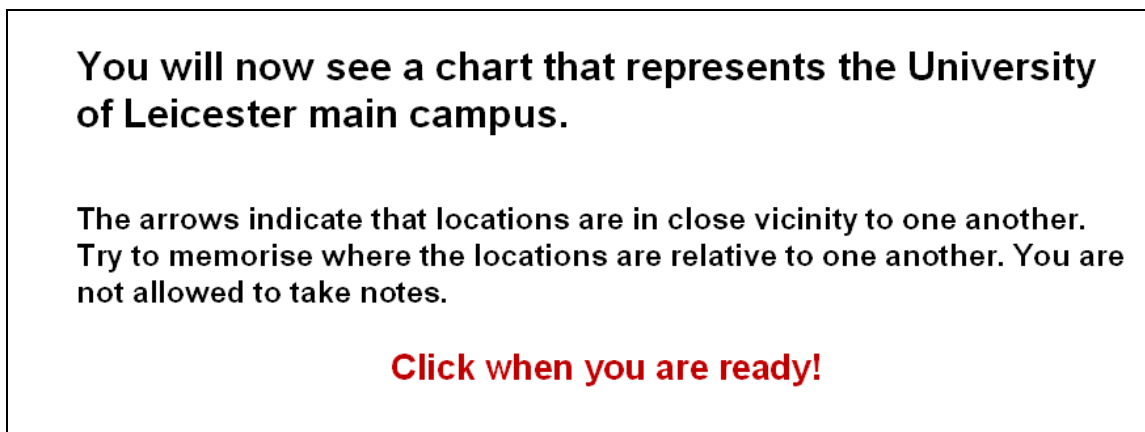 You will now see a chart that represents the University
of Leicester main campus.
The arrows indicate that locations are in close vicinity to one another.
Try to memorise where the locations are relative to one another. You are
not allowed to take notes.
Click when you are ready!